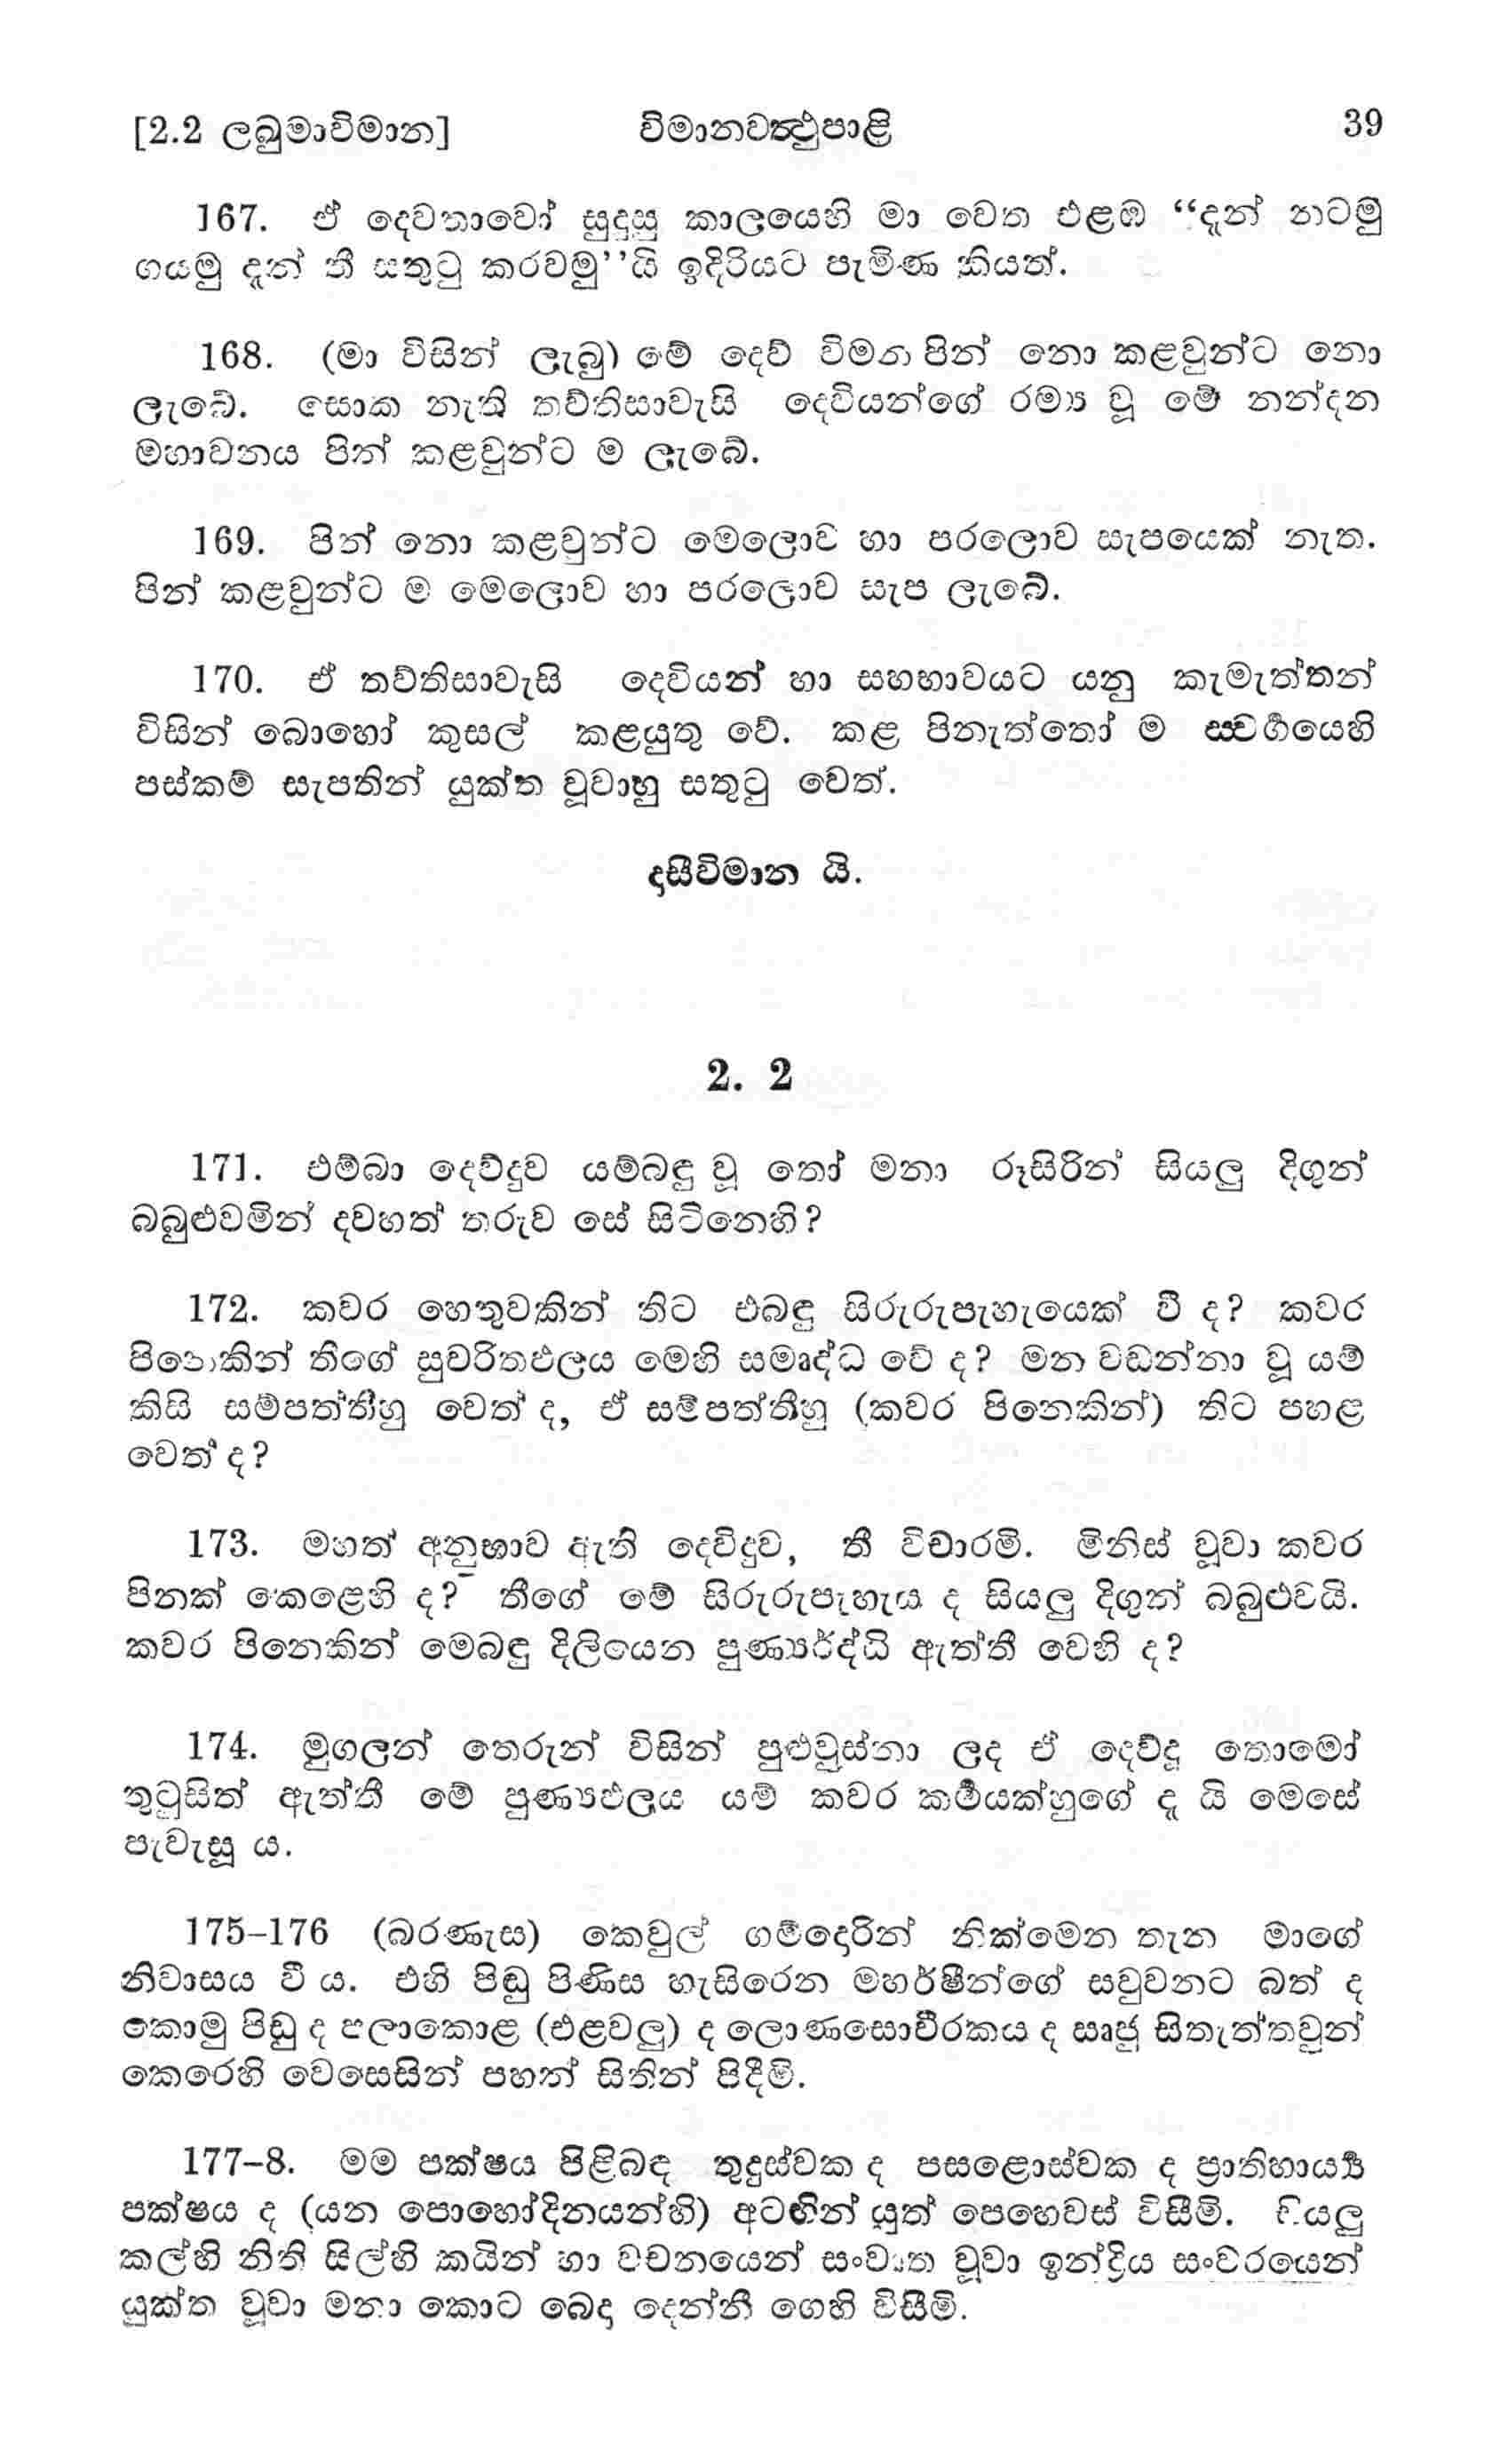 [2.2 ලඛුමාවිමාන] විමානවත්‍ථුපාළි 39
167. ඒ දෙවතාවෝ සුදුසු කාලයෙහි මා වෙත එළඹ “දැන් නටමු
ගයමු දැන් තී සතුටු කරවමු’’යි ඉදිරියට පැමිණ කියත්.
168. (මා විසින් ලැබු) මේ දෙව් විමන පින් නො කළවුන්ට නො
ලැබේ. සොක නැති තව්තිසාවැසි දෙවියන්ගේ රම්‍ය වූ මේ නන්දන
මහාවනය පින් කළවුන්ට ම ලැබේ.
169. පින් නො කළවුන්ට මෙලොව හා පරලොව සැපයෙක් නැත.
පින් කළවුන්ට ම මෙලොව හා පරලොව සැප ලැබේ.
170. ඒ තව්තිසාවැසි දෙවියන් හා සහභාවයට යනු කැමැත්තන්
විසින් බොහෝ කුසල් කළයුතු වේ. කළ පිනැත්තෝ ම ස්‍වර්‍ගයෙහි
පස්කම් සැපතින් යුක්ත වූවාහු සතුටු වෙත්.
දාසීවිමාන යි.
2. 2
171. එම්බා දෙව්දුව යම්බඳු වූ තෝ මනා රූසිරින් සියලු දිගුන්
බබුළුවමින් දවහත් තරුව සේ සිටිනෙහි?
172. කවර හෙතුවකින් තිට එබඳු සිරුරුපැහැයෙක් වී ද? කවර
පිනෙකින් තීගේ සුචරිතඵලය මෙහි සමෘද්ධ වේ ද? මන වඩන්නා වූ යම්
කිසි සම්පත්තීහු වෙත් ද, ඒ සම්පත්තීහු (කවර පිනෙකින්) තිට පහළ
වෙත් ද?
173. මහත් අනුභාව ඇති දෙව්දුව, තී විචාරමි. මිනිස් වූවා කවර
පිනක් කෙළෙහි ද? තීගේ මේ සිරුරුපැහැය ද සියලු දිගුන් බබුළුවයි.
කවර පිනෙකින් මෙබඳු දිලියෙන පුණ්‍යර්ද්ධි ඇත්තී වෙහි ද?
174. මුගලන් තෙරුන් විසින් පුළුවුස්නා ලද ඒ දෙව්දූ තොමෝ
තුටුසිත් ඇත්තී මේ පුණ්‍යඵලය යම් කවර කර්‍මයක්හුගේ දැ යි මෙසේ
පැවැසූ ය.
175–176 (බරණැස) කෙවුල් ගම්දොරින් නික්මෙන තැන මාගේ
නිවාසය වී ය. එහි පිඬු පිණිස හැසිරෙන මහර්ෂීන්ගේ සවුවනට බත් ද
කොමු පිඬු ද පලාකොළ (එළවලු) ද ලොණසොවීරකය ද සෘජු සිතැත්තවුන්
කෙරෙහි වෙසෙසින් පහන් සිතින් පිදීමි.
177–8. මම පක්ෂය පිළිබඳ තුදුස්වක ද පසළොස්වක ද ප්‍රාතිහාර්‍ය්‍ය
පක්ෂය ද (යන පොහෝදිනයන්හි) අටඟින් යුත් පෙහෙවස් විසීමි. සියලු
කල්හි නිති සිල්හි කයින් හා වචනයෙන් සංවෘත වූවා ඉන්ද්‍රිය සංවරයෙන්
යුක්ත වූවා මනා කොට බෙදා දෙන්නී ගෙහි විසීමි.